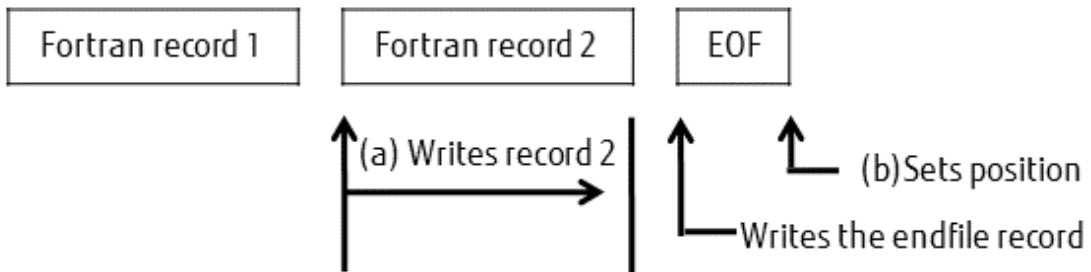 Fortran record 1
Fortran record 2
EOF
(a) Writes record 2
(b)Sets position
Writes the endfile record